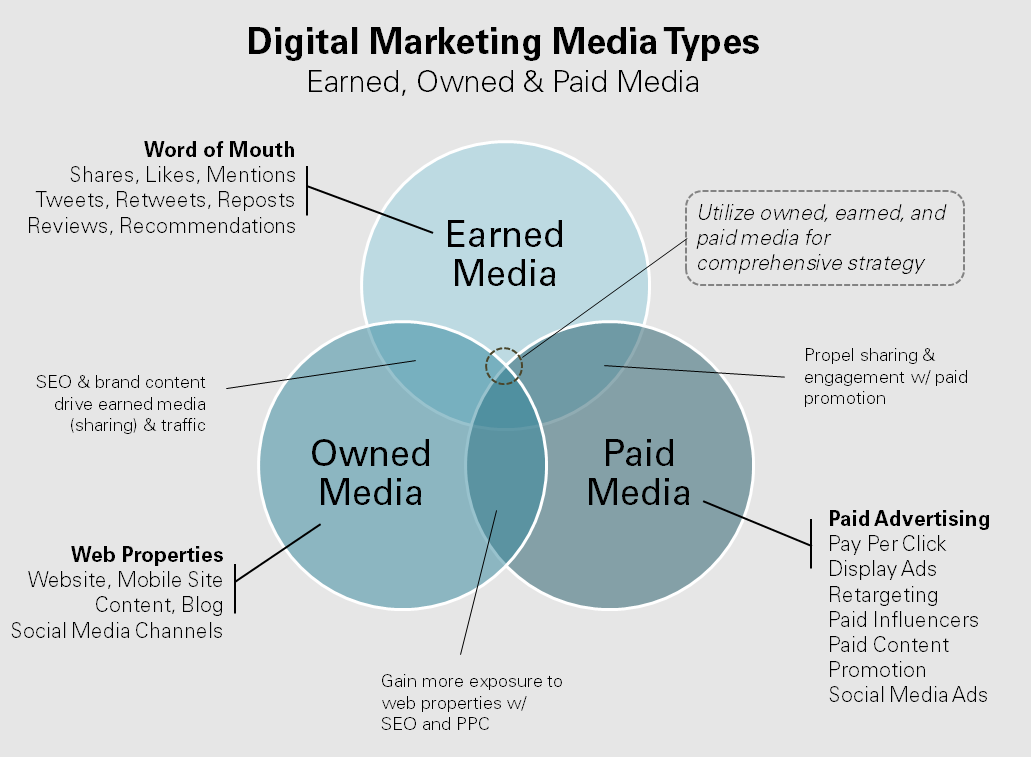 Digital Marketing Media Types
Earned, Owned & Paid Media
Word of Mouth
Shares, Likes, Mentions
Tweets, Retweets, Reposts
Reviews, Recommendations
Earned
Media
Utilize owned, earned, and
paid media for
comprehensive strategy
SEO & brand content
drive earned media
(sharing) & traffic
Propel sharing &
engagement w/ paid
promotion
Owned
Media
Paid
Media
Web Properties
Website, Mobile Site
Content, Blog
Social Media Channels
Paid Advertising
Pay Per Click
Display Ads
Retargeting
Paid Influencers
Paid Content
Promotion
Social Media Ads
Gain more exposure to
web properties w/
SEO and PPC